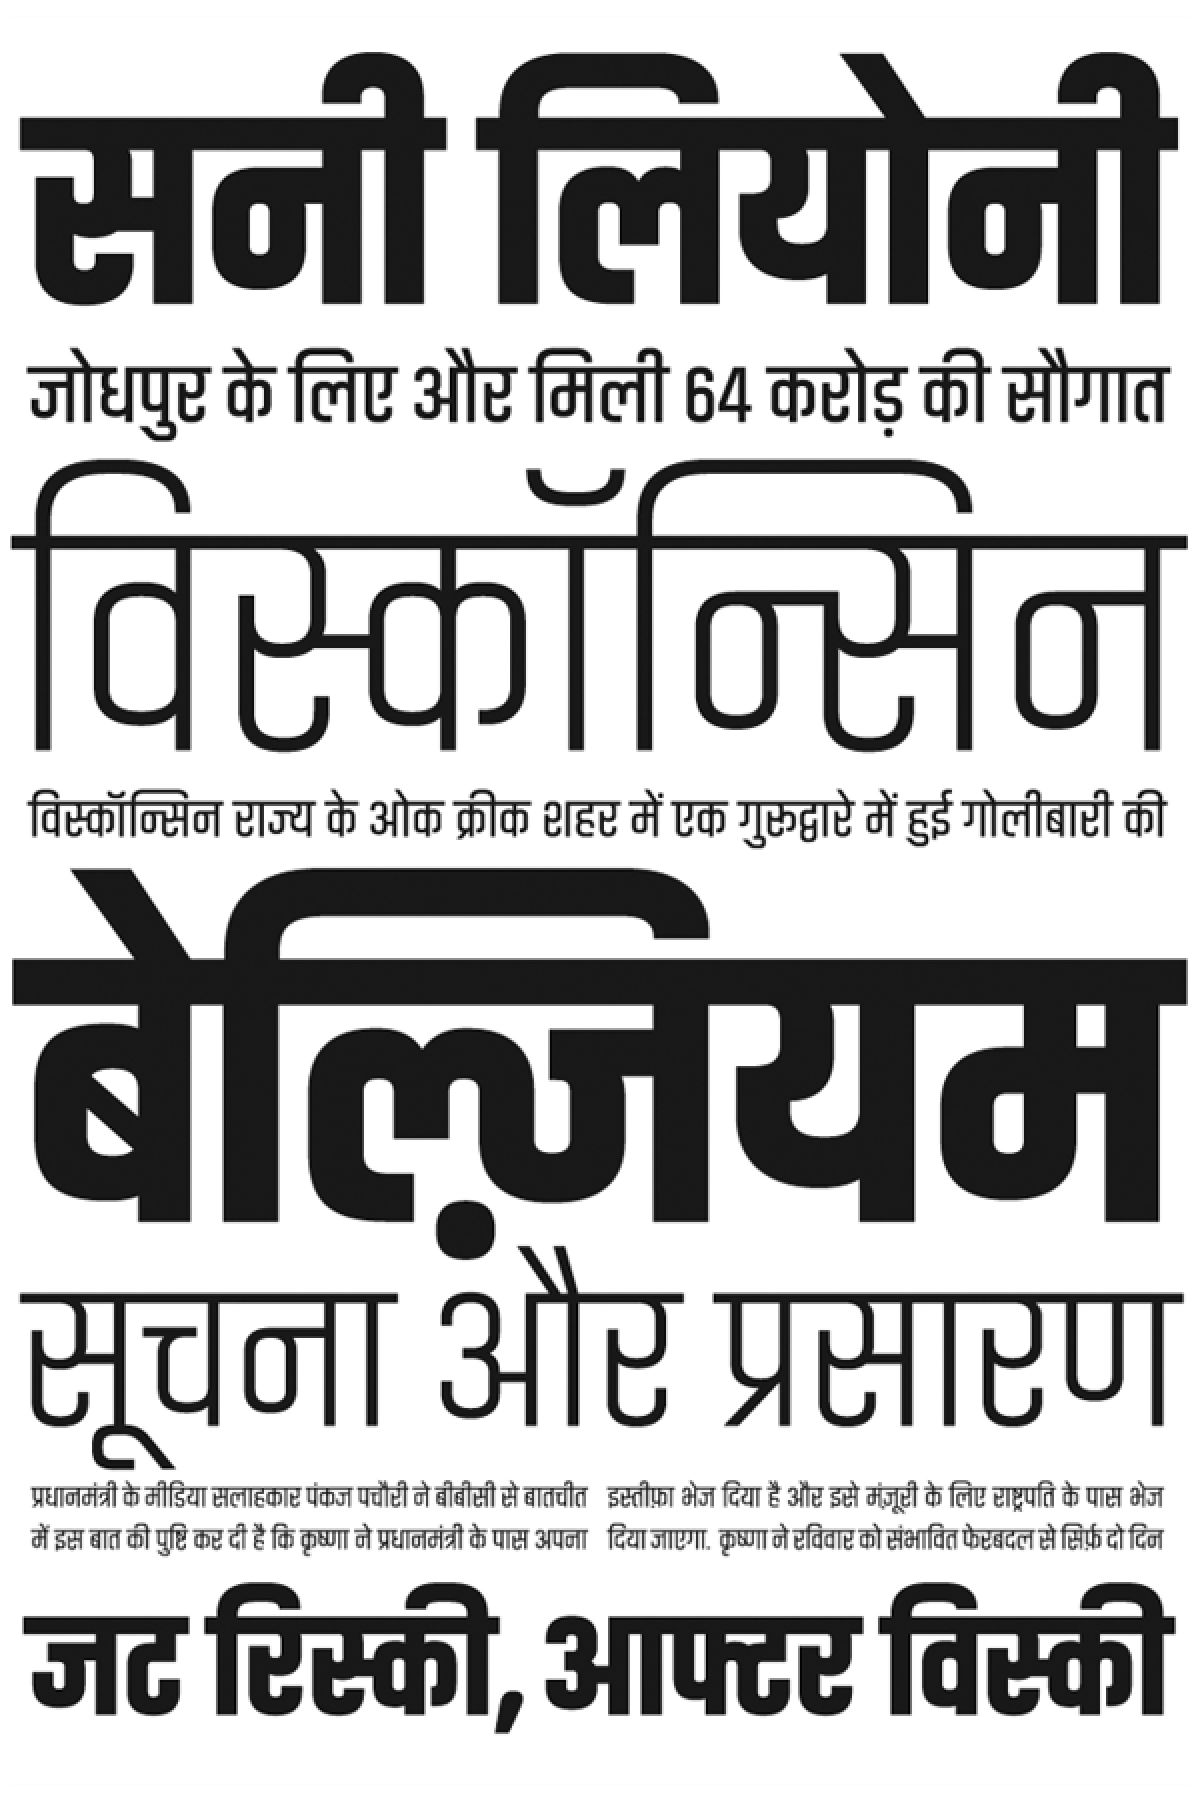 सनी लियोनी
जोधपुर के लिए और मिली 64 करोड़ की सौगात
विस्कॉन्सिन
विस्कॉन्सिन राज्य के ओक क्रीक शहर में एक गुरूद्वारे में हुई गोलीबारी की
बेल्ज़ियम
सूचना और प्रसारण
प्रधानमंत्री के मीडिया सलाहकार पंकज पचौरी ने बीबीसी से बातचीत
में इस बात की पुष्टि कर दी है कि कृष्णा ने प्रधानमंत्री के पास अपना
इस्तीफ़ा भेज दिया है और इसे मंज़ूरी के लिए राष्ट्रपति के पास भेज
दिया जाएगा. कृष्णा ने रविवार को संभावित फेरबदल से सिर्फ़ दो दिन
जट रिस्की, आफ्टर विस्की